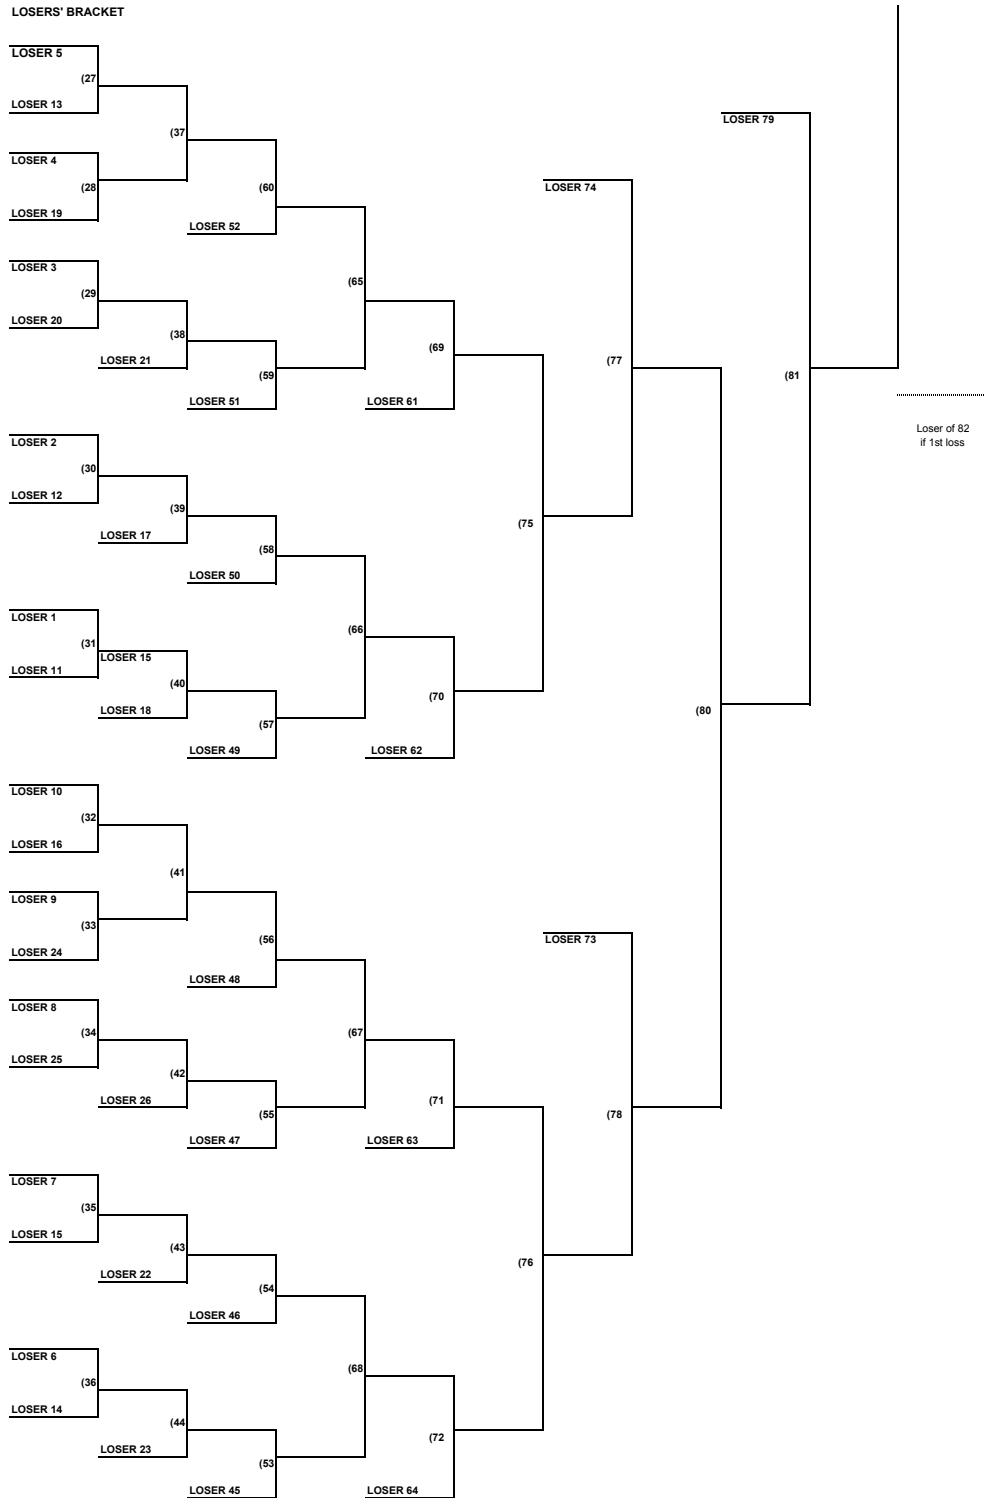 LOSERS' BRACKET
LOSER 5
(27
LOSER 13
LOSER 79
(37
LOSER 4
(28
(60
LOSER 74
LOSER 19
LOSER 52
LOSER 3
(65
(29
LOSER 20
(38
(69
LOSER 21
(77
(59
(81
LOSER 51
LOSER 61
Loser of 82
if 1st loss
LOSER 2
(30
LOSER 12
(39
(75
LOSER 17
(58
LOSER 50
LOSER 1
(66
(31
LOSER 15
LOSER 11
(40
(70
LOSER 18
(80
(57
LOSER 49
LOSER 62
LOSER 10
(32
LOSER 16
(41
LOSER 9
(33
(56
LOSER 73
LOSER 24
LOSER 48
LOSER 8
(34
(67
LOSER 25
(42
LOSER 26
(71
(55
(78
LOSER 47
LOSER 63
LOSER 7
(35
LOSER 15
(43
(76
LOSER 22
(54
LOSER 46
LOSER 6
(68
(36
LOSER 14
(44
(72
LOSER 23
(53
LOSER 45
LOSER 64